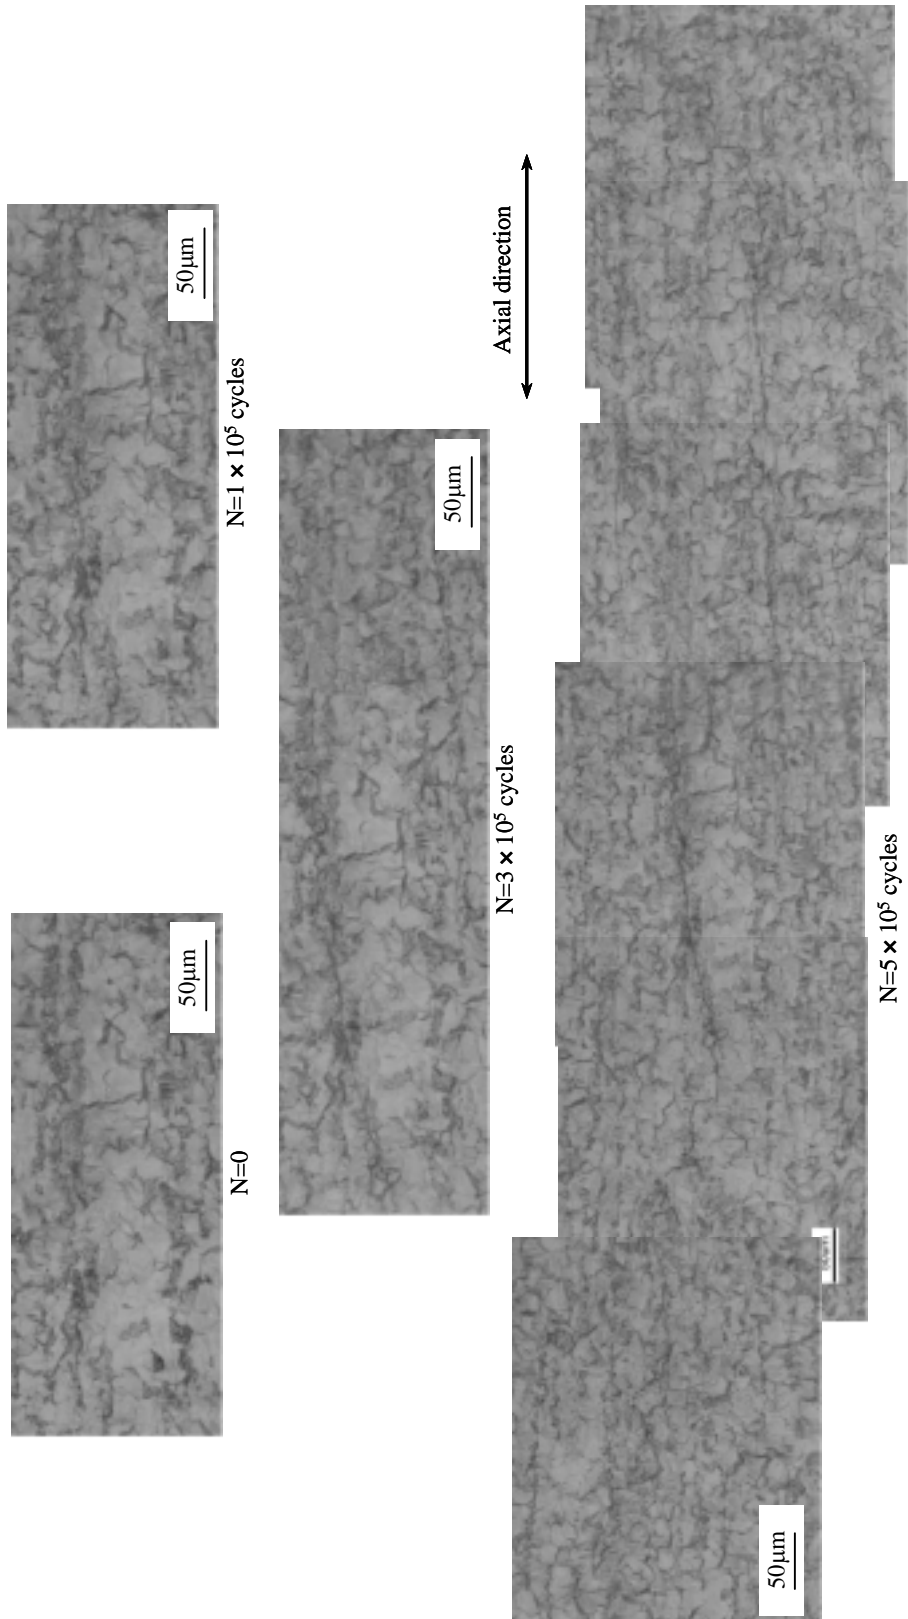 50μm
N=0
50μm
N=1 × 10⁵ cycles
50μm
N=3 × 10⁵ cycles
Axial direction
50μm
N=5 × 10⁵ cycles